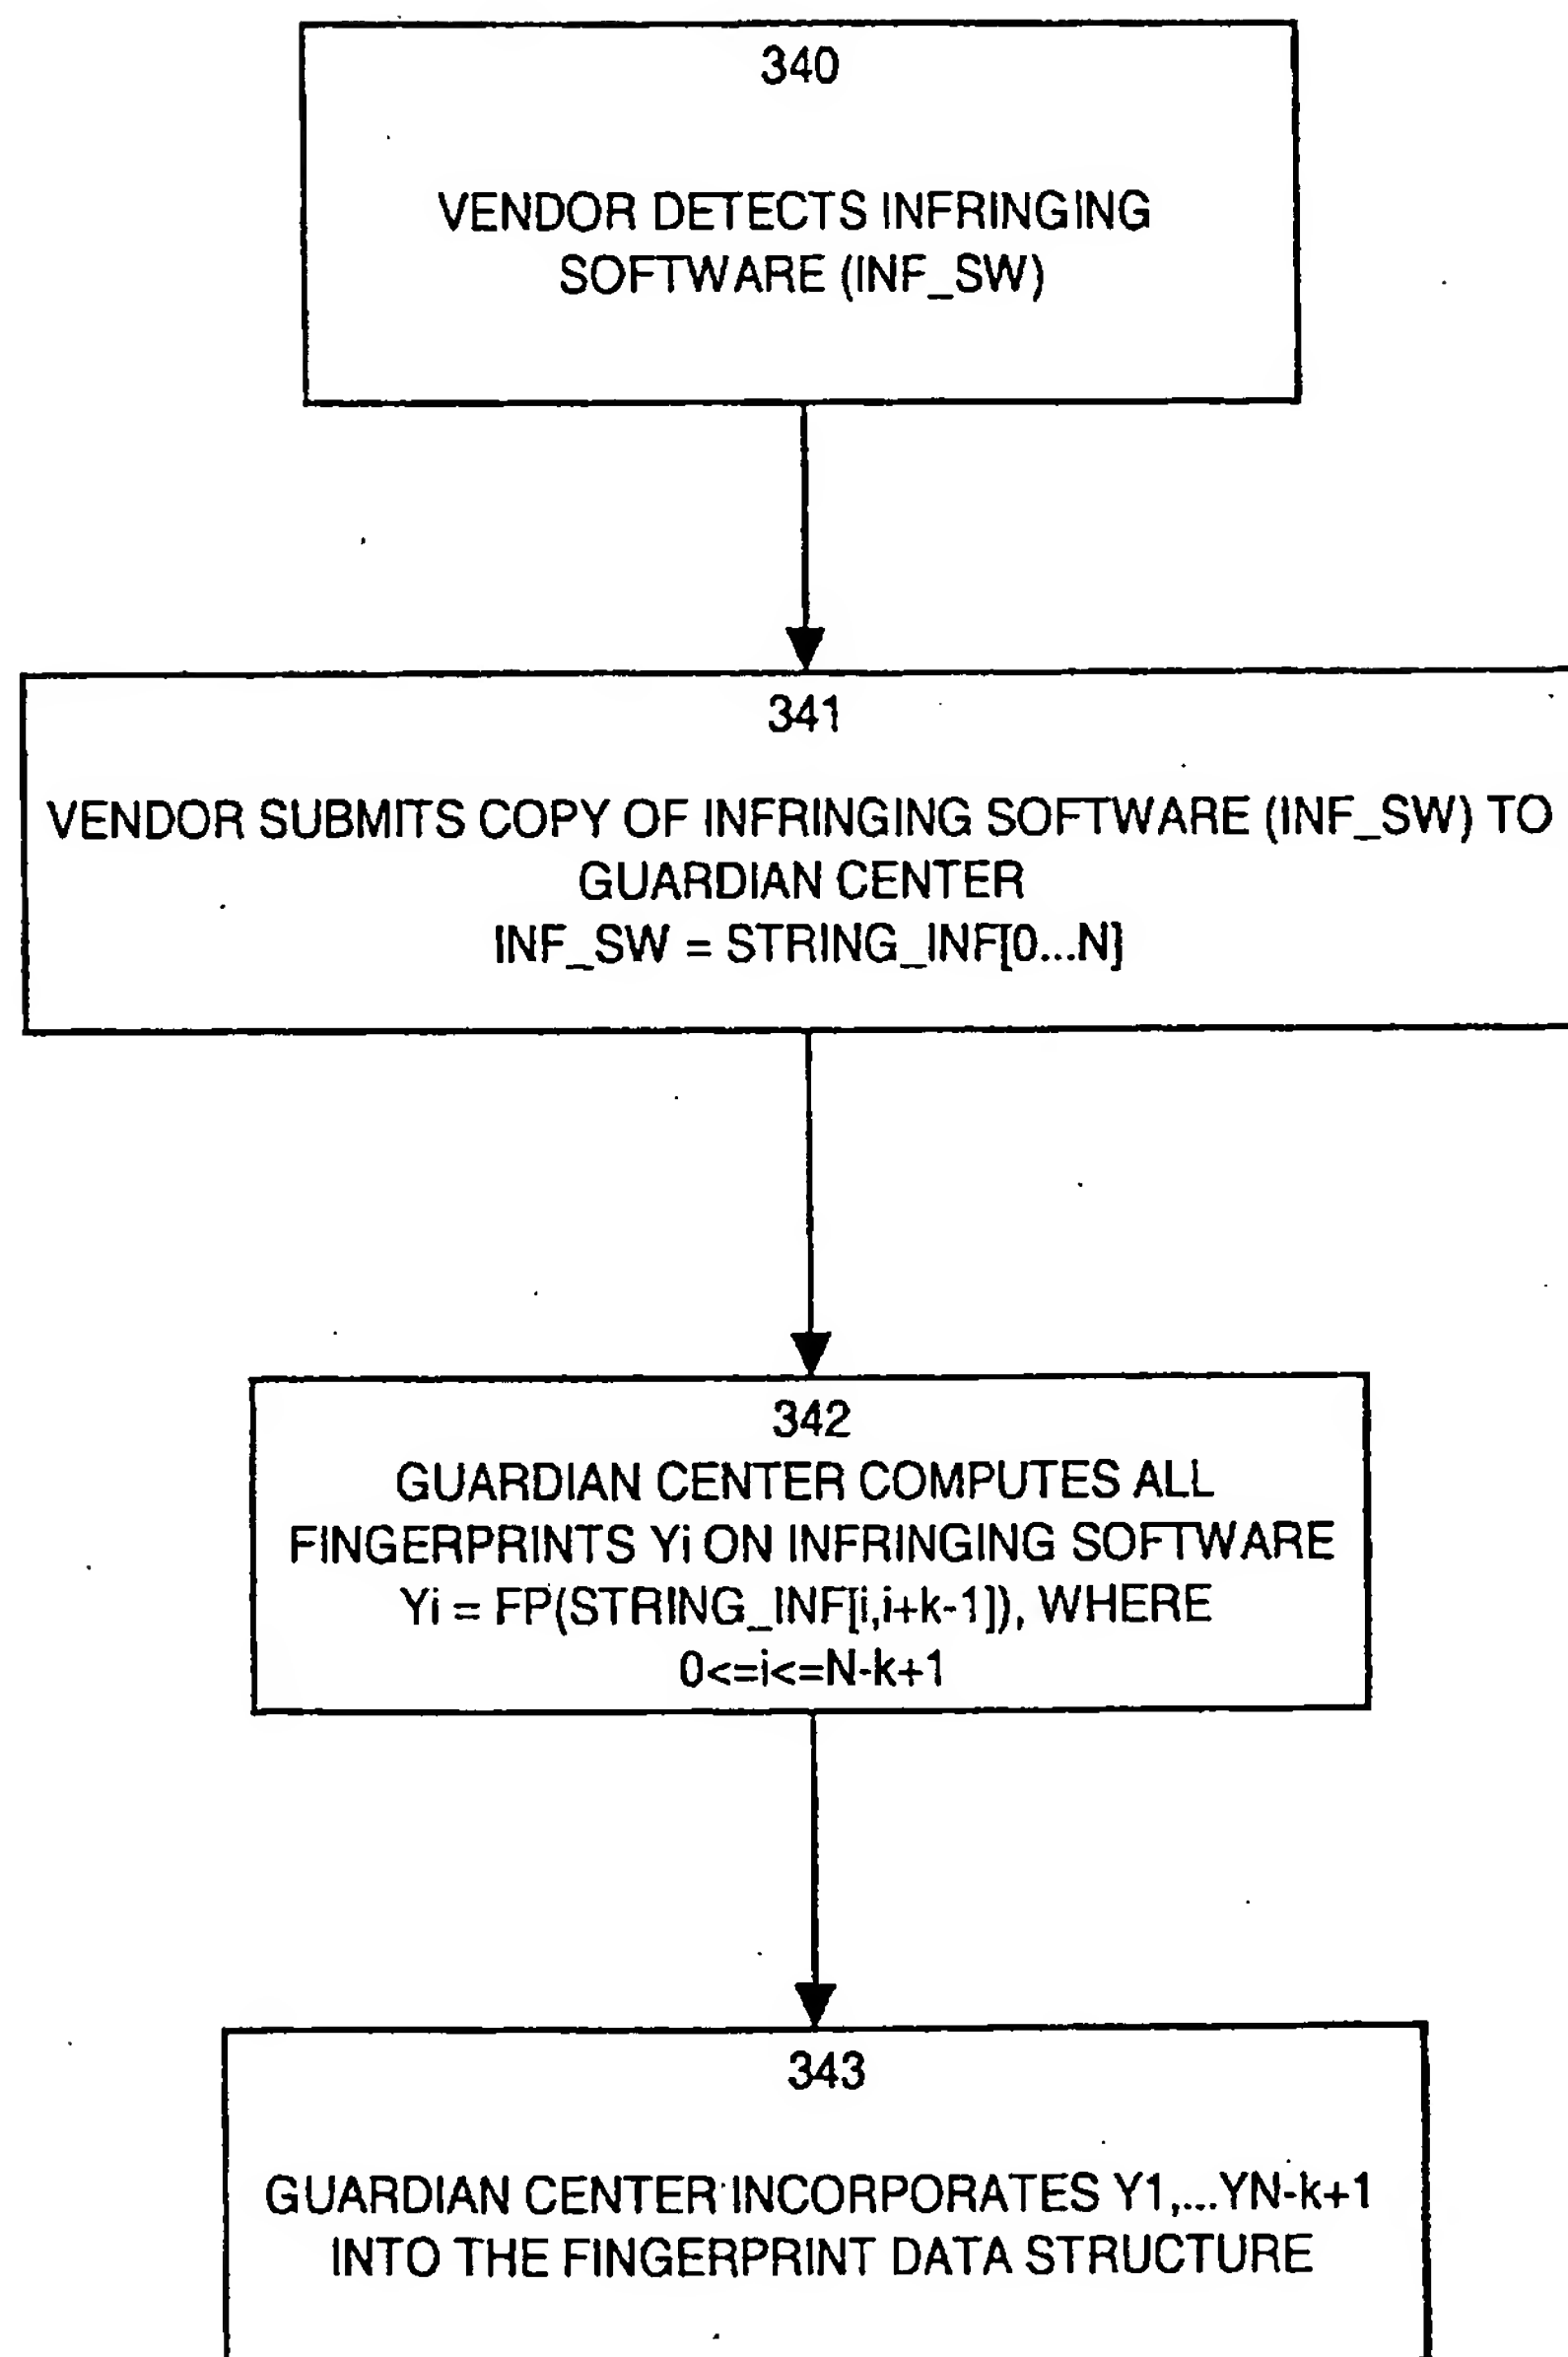 340
VENDOR DETECTS INFRINGING
SOFTWARE (INF_SW)
341
VENDOR SUBMITS COPY OF INFRINGING SOFTWARE (INF_SW) TO
GUARDIAN CENTER
INF_SW = STRING_INF[0...N]
342
GUARDIAN CENTER COMPUTES ALL
FINGERPRINTS Yi ON INFRINGING SOFTWARE
Yi = FP(STRING_INF[i,i+k-1]), WHERE
0<=i<=N-k+1
343
GUARDIAN CENTER INCORPORATES Y1,...YN-k+1
INTO THE FINGERPRINT DATA STRUCTURE